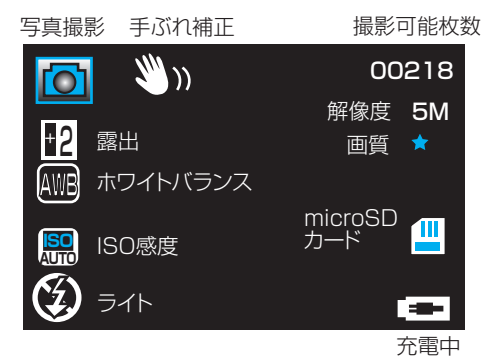 写真撮影 手ぶれ補正 撮影可能枚数
00218
解像度 5M
+2 露出 画質
AWB ホワイトバランス
microSD
カード
ISO
AUTO
ISO感度
ライト
充電中